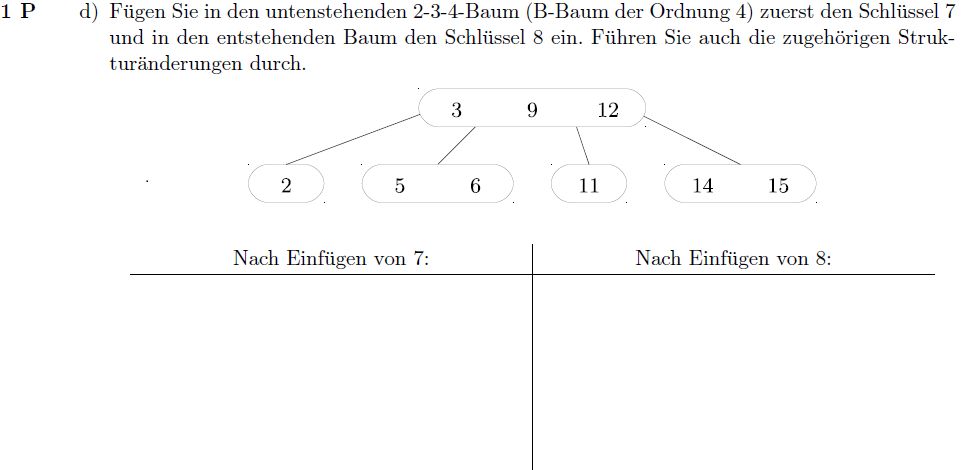 1 P d) Fügen Sie in den untenstehenden 2-3-4-Baum (B-Baum der Ordnung 4) zuerst den Schlüssel 7
und in den entstehenden Baum den Schlüssel 8 ein. Führen Sie auch die zugehörigen Struk-
turänderungen durch.
3 9 12
2 5 6 11 14 15
Nach Einfügen von 7: Nach Einfügen von 8: